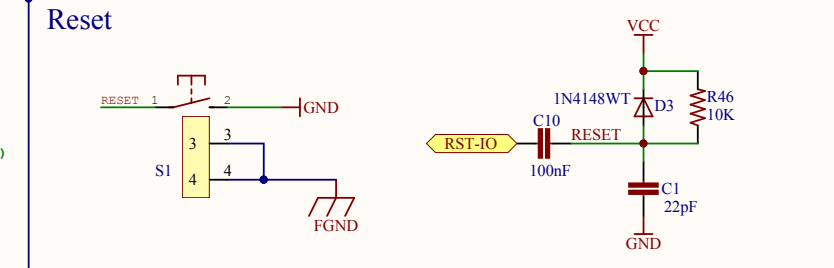 Reset
RESET 1 2 GND
3 3
S1 4 4
FGND
)
VCC
1N4148WT D3 R46
10K
C10
RST-IO RESET
100nF
C1
22pF
GND